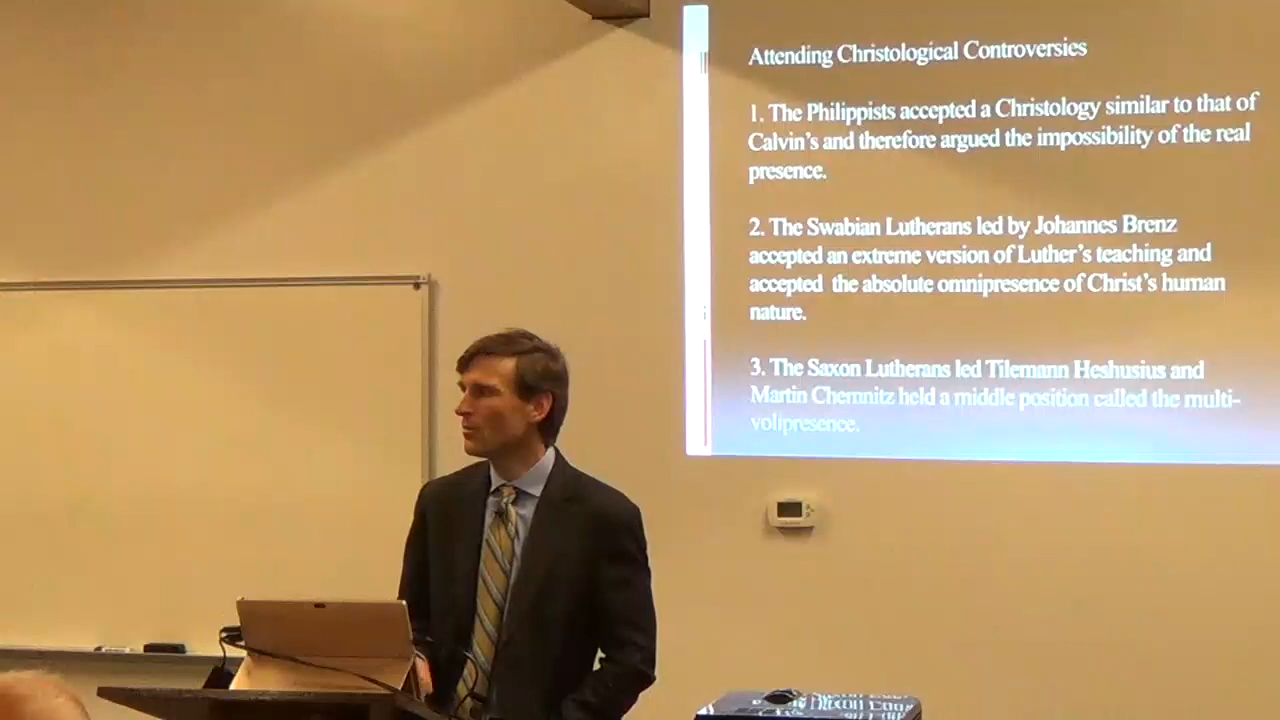 Attending Christological Controversies
1. The Philippists accepted a Christology similar to that of
Calvin's and therefore argued the impossibility of the real
presence.
2. The Swabian Lutherans led by Johannes Brenz
accepted an extreme version of Luther's teaching and
accepted the absolute omnipresence of Christ's human
nature.
3. The Saxon Lutherans led Tilemann Heshusius and
Martin Chemnitz held a middle position called the multi-
volipresence.